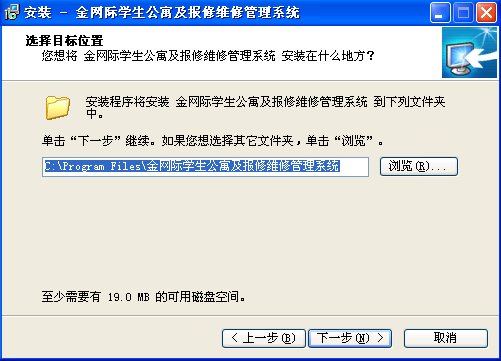 安装 - 金网际学生公寓及报修维修管理系统
选择目标位置
您想将 金网际学生公寓及报修维修管理系统 安装在什么地方?
安装程序将安装 金网际学生公寓及报修维修管理系统 到下列文件夹
中。
单击“下一步”继续。如果您想选择其它文件夹,单击“浏览”。
C:\Program Files\金网际学生公寓及报修维修管理系统
浏览(R)...
至少需要有 19.0 MB 的可用磁盘空间。
< 上一步(B)
下一步(N) >
取消